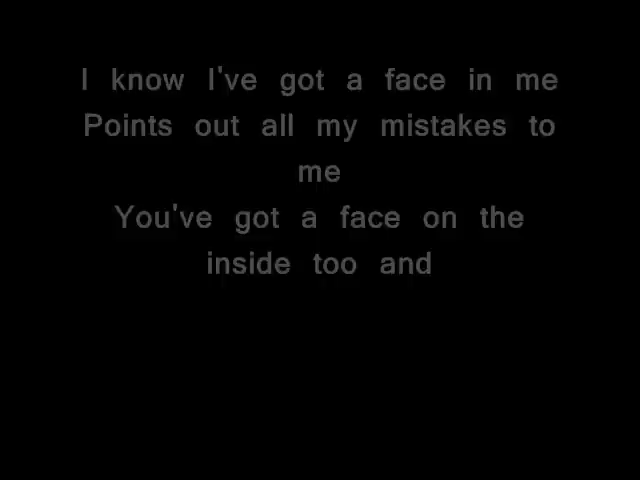 I know I've got a face in me
Points out all my mistakes to
me
You've got a face on the
inside too and